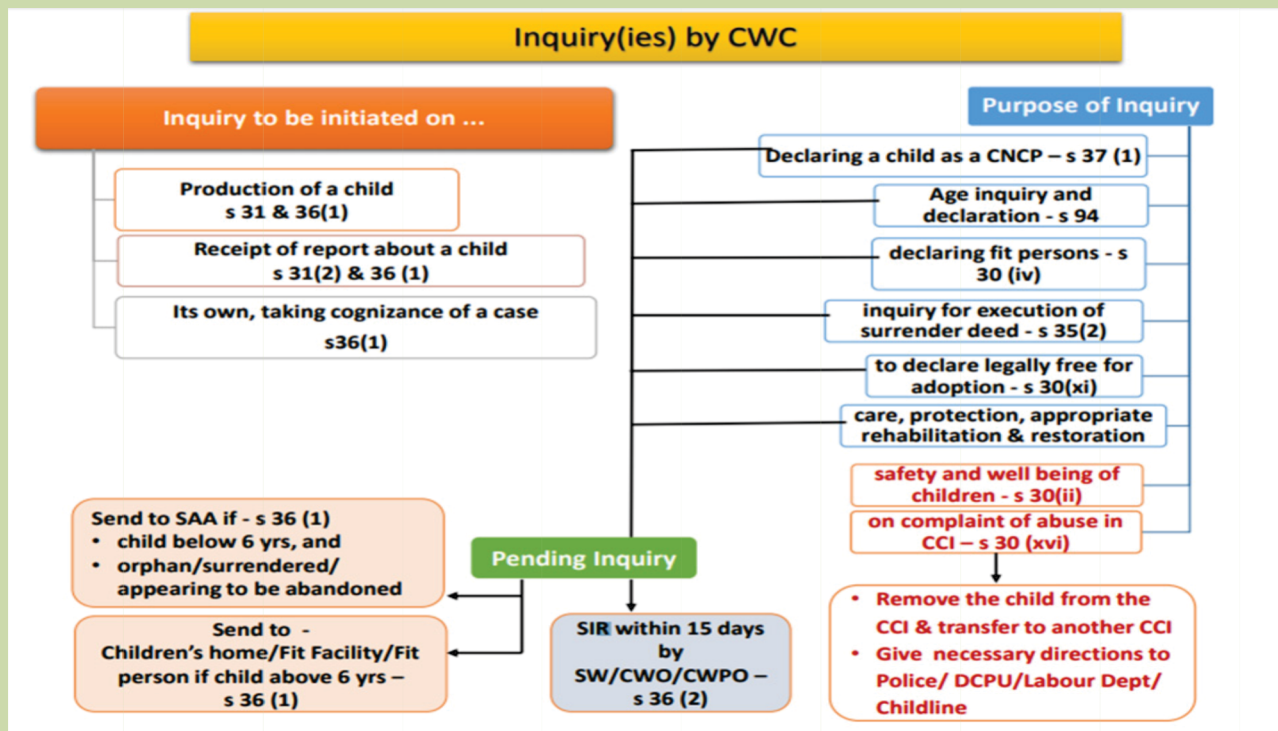 Inquiry(ies) by CWC
Inquiry to be initiated on ...
Production of a child
s 31 & 36(1)
Receipt of report about a child
s 31(2) & 36 (1)
Its own, taking cognizance of a case
s36(1)
Purpose of Inquiry
Declaring a child as a CNCP – s 37 (1)
Age inquiry and
declaration - s 94
declaring fit persons - s
30 (iv)
inquiry for execution of
surrender deed - s 35(2)
to declare legally free for
adoption - s 30(xi)
care, protection, appropriate
rehabilitation & restoration
safety and well being of
children - s 30(ii)
on complaint of abuse in
CCI – s 30 (xvi)
• Remove the child from the
CCI & transfer to another CCI
• Give necessary directions to
Police/ DCPU/Labour Dept/
Childline
Pending Inquiry
Send to SAA if - s 36 (1)
• child below 6 yrs, and
• orphan/surrendered/
appearing to be abandoned
Send to -
Children's home/Fit Facility/Fit
person if child above 6 yrs –
s 36 (1)
SIR within 15 days
by
SW/CWO/CWPO –
s 36 (2)